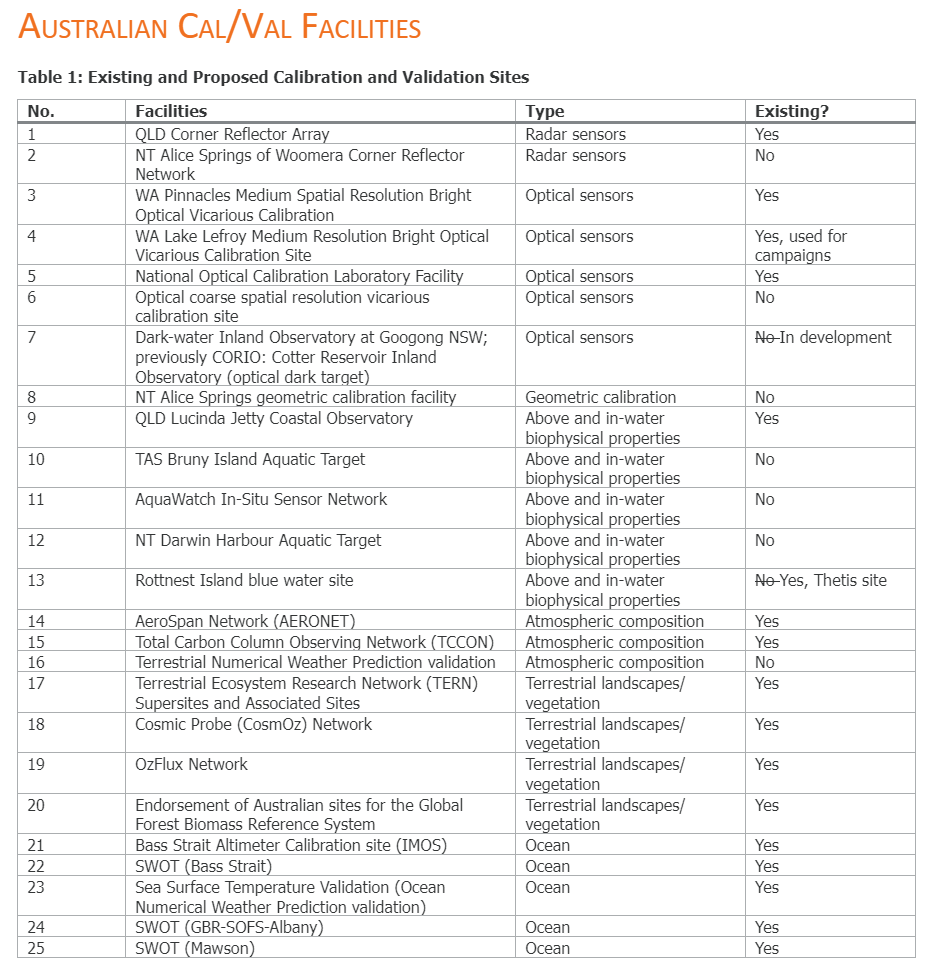 AUSTRALIAN CAL/VAL FACILITIES
Table 1: Existing and Proposed Calibration and Validation Sites
No. Facilities Type Existing?
1 QLD Corner Reflector Array Radar sensors Yes
2 NT Alice Springs of Woomera Corner Reflector Radar sensors No
Network
3 WA Pinnacles Medium Spatial Resolution Bright Optical sensors Yes
Optical Vicarious Calibration
4 WA Lake Lefroy Medium Resolution Bright Optical Optical sensors Yes, used for
Vicarious Calibration Site campaigns
5 National Optical Calibration Laboratory Facility Optical sensors Yes
6 Optical coarse spatial resolution vicarious Optical sensors No
calibration site
7 Dark-water Inland Observatory at Googong NSW; Optical sensors No In development
previously CORIO: Cotter Reservoir Inland
Observatory (optical dark target)
8 NT Alice Springs geometric calibration facility Geometric calibration No
9 QLD Lucinda Jetty Coastal Observatory Above and in-water Yes
biophysical properties
10 TAS Bruny Island Aquatic Target Above and in-water No
biophysical properties
11 AquaWatch In-Situ Sensor Network Above and in-water No
biophysical properties
12 NT Darwin Harbour Aquatic Target Above and in-water No
biophysical properties
13 Rottnest Island blue water site Above and in-water No Yes, Thetis site
biophysical properties
14 AeroSpan Network (AERONET) Atmospheric composition Yes
15 Total Carbon Column Observing Network (TCCON) Atmospheric composition Yes
16 Terrestrial Numerical Weather Prediction validation Atmospheric composition No
17 Terrestrial Ecosystem Research Network (TERN) Terrestrial landscapes/ Yes
Supersites and Associated Sites vegetation
18 Cosmic Probe (CosmOz) Network Terrestrial landscapes/ Yes
vegetation
19 OzFlux Network Terrestrial landscapes/ Yes
vegetation
20 Endorsement of Australian sites for the Global Terrestrial landscapes/ Yes
Forest Biomass Reference System vegetation
21 Bass Strait Altimeter Calibration site (IMOS) Ocean Yes
22 SWOT (Bass Strait) Ocean Yes
23 Sea Surface Temperature Validation (Ocean Ocean Yes
Numerical Weather Prediction validation)
24 SWOT (GBR-SOFS-Albany) Ocean Yes
25 SWOT (Mawson) Ocean Yes